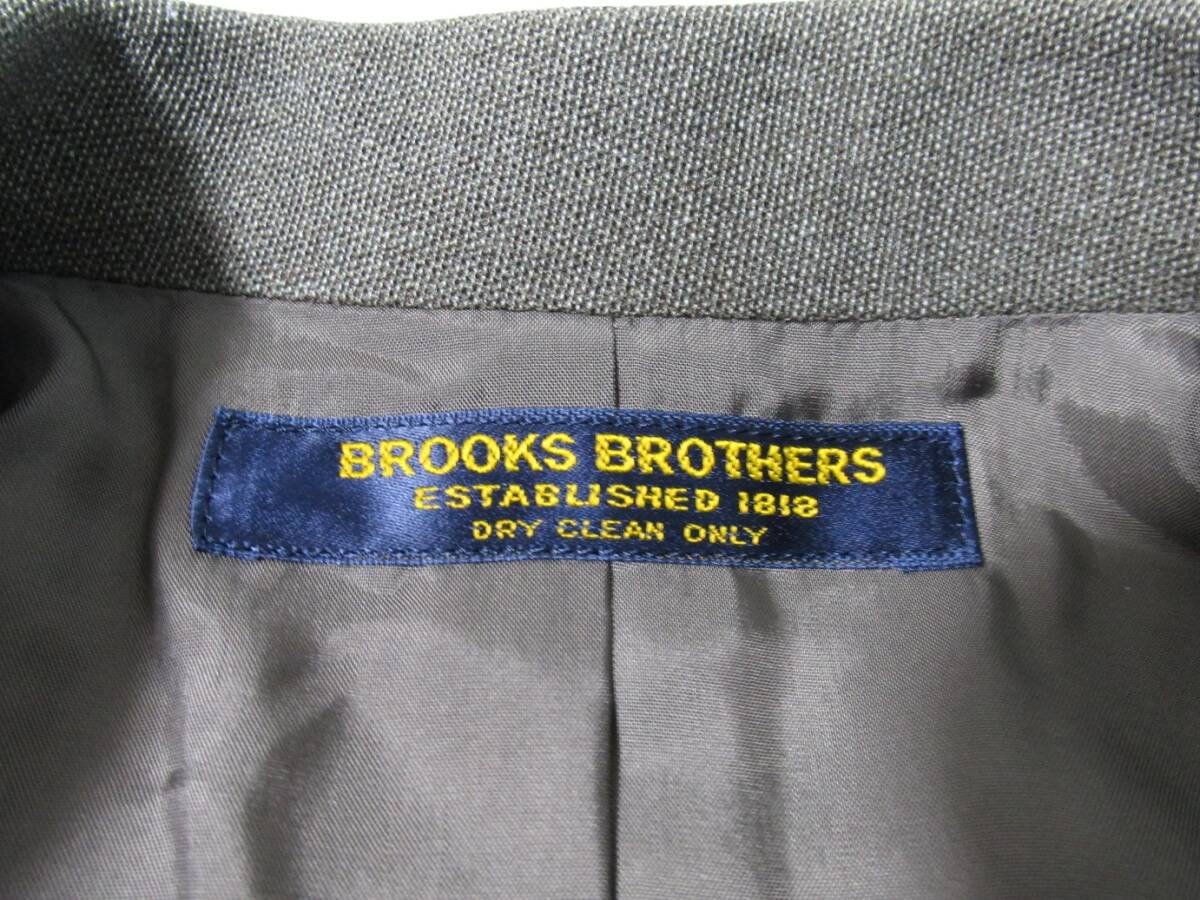 BROOKS BROTHERS
ESTABLISHED 1818
DRY CLEAN ONLY